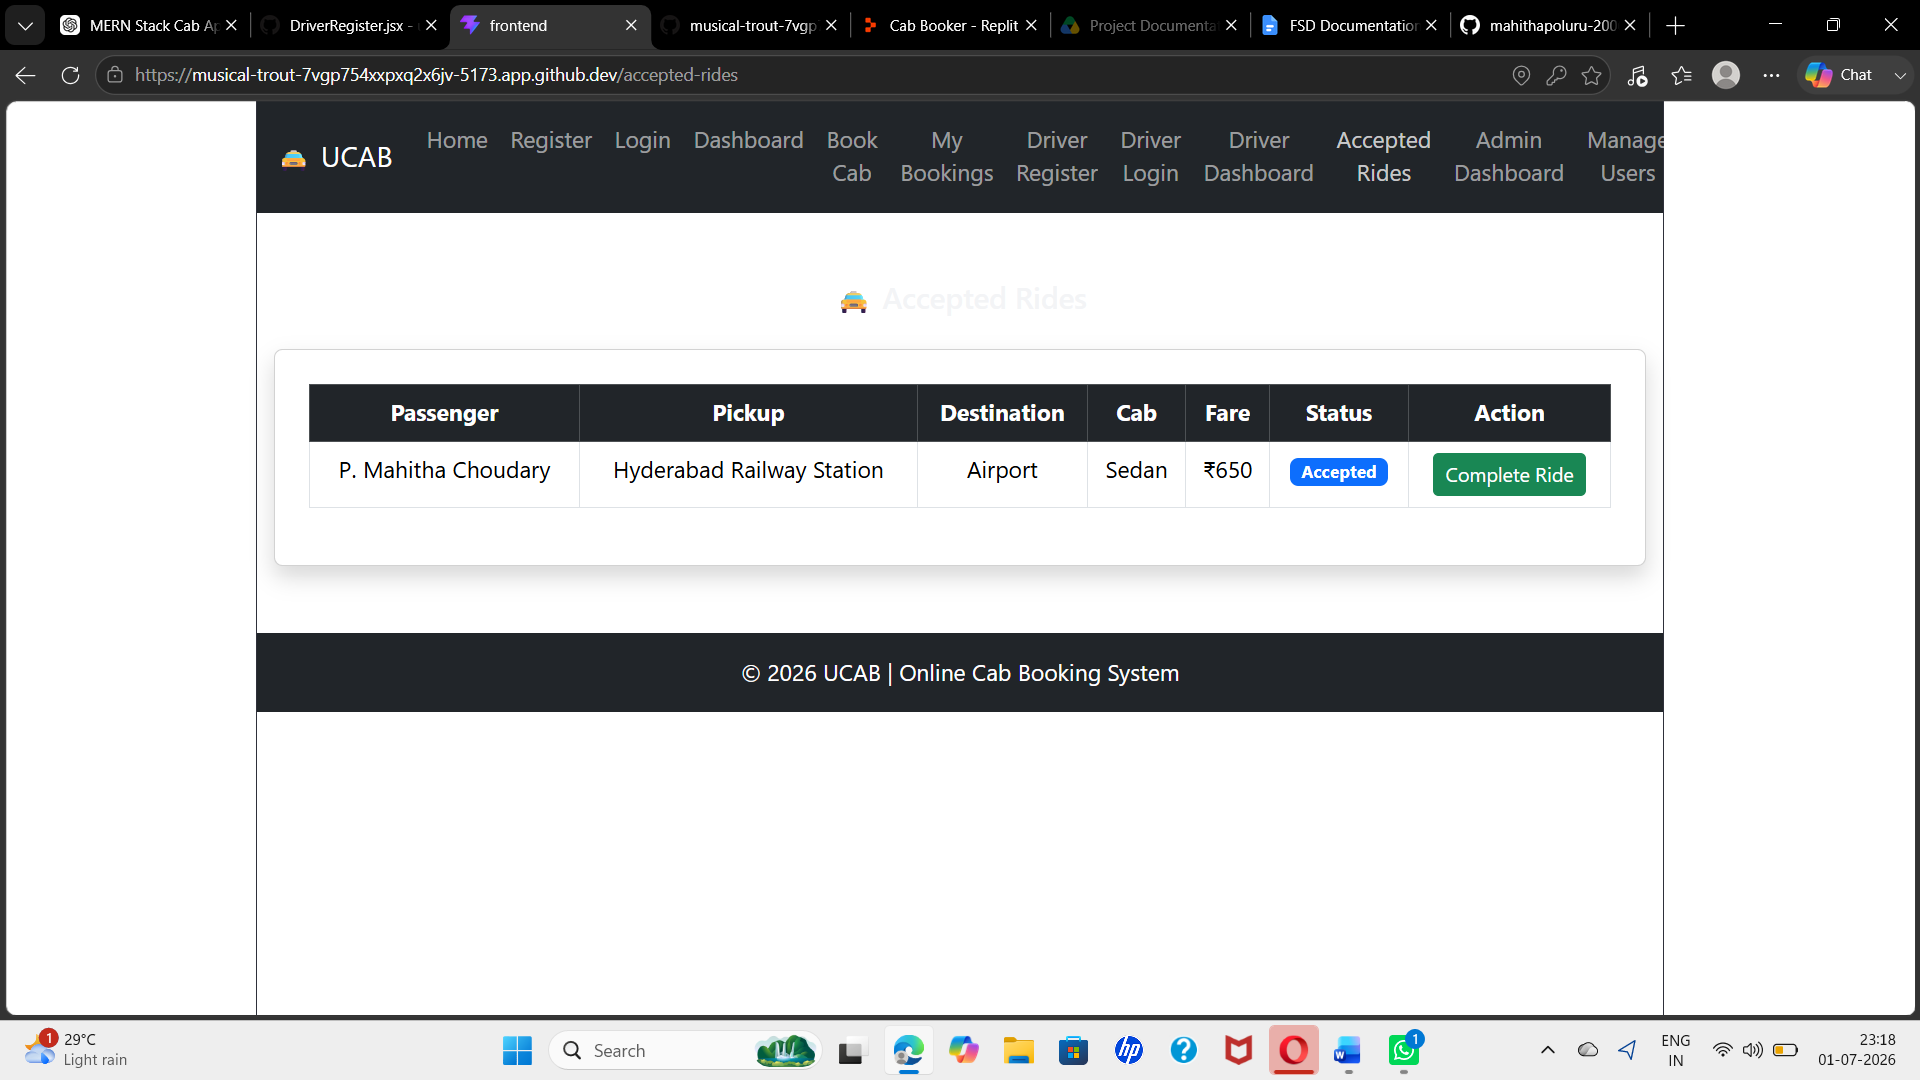 MERN Stack Cab Ap
DriverRegister.jsx -
frontend
musical-trout-7vgp
Cab Booker - Replit
Project Documenta
FSD Documentation
mahithapoluru-200
https://musical-trout-7vgp754xxpxq2x6jv-5173.app.github.dev/accepted-rides
Chat
UCAB
Home
Register
Login
Dashboard
Book
Cab
My
Bookings
Driver
Register
Driver
Login
Driver
Dashboard
Accepted
Rides
Admin
Dashboard
Manage
Users
Accepted Rides
Passenger Pickup Destination Cab Fare Status Action
P. Mahitha Choudary Hyderabad Railway Station Airport Sedan ₹650 Accepted Complete Ride
© 2026 UCAB | Online Cab Booking System
1
29°C
Light rain
Search
hp
W
1
ENG
IN
23:18
01-07-2026